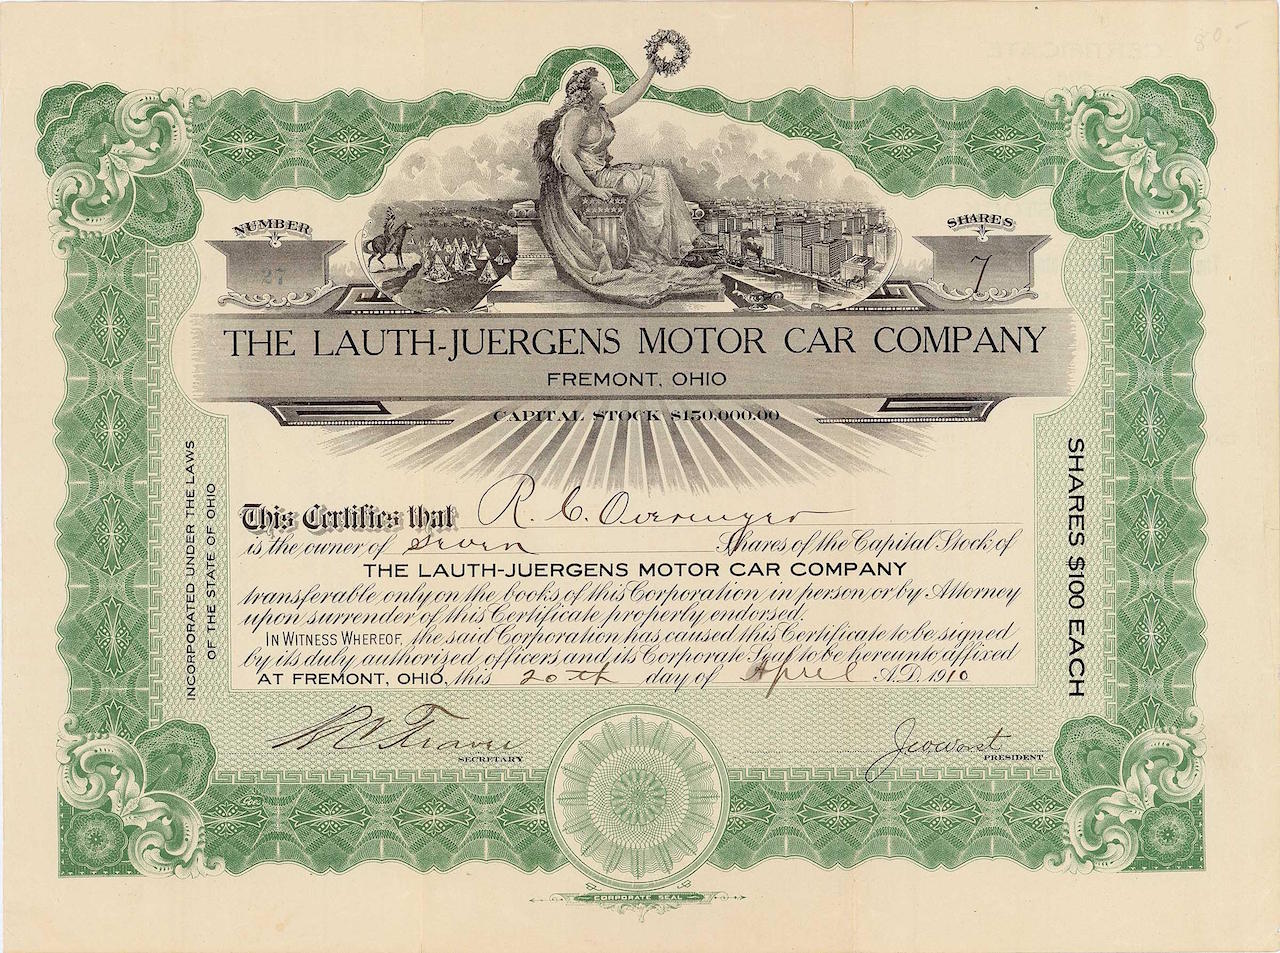 80.-
NUMBER
27
SHARES
7
THE LAUTH-JUERGENS MOTOR CAR COMPANY
FREMONT, OHIO
CAPITAL STOCK $150,000.00
INCORPORATED UNDER THE LAWS
OF THE STATE OF OHIO
SHARES $100 EACH
This Certifies that R. C. Overmyer
is the owner of Seven Shares of the Capital Stock of
THE LAUTH-JUERGENS MOTOR CAR COMPANY
transferable only on the books of this Corporation in person or by Attorney
upon surrender of this Certificate properly endorsed.
IN WITNESS WHEREOF, the said Corporation has caused this Certificate to be signed
by its duly authorized officers and its Corporate Seal to be hereunto affixed
AT FREMONT, OHIO, this 20th day of April A.D. 1910
SECRETARY
PRESIDENT
Goes
CORPORATE SEAL